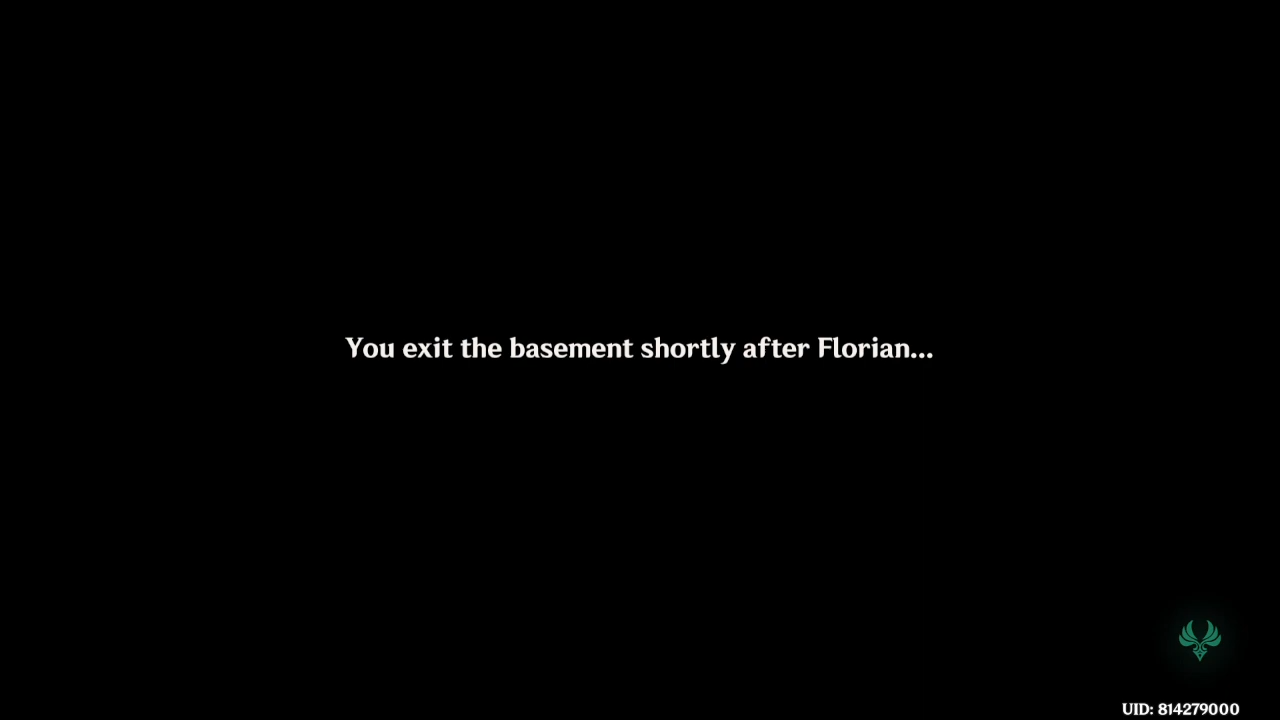 You exit the basement shortly after Florian...
UID: 814279000